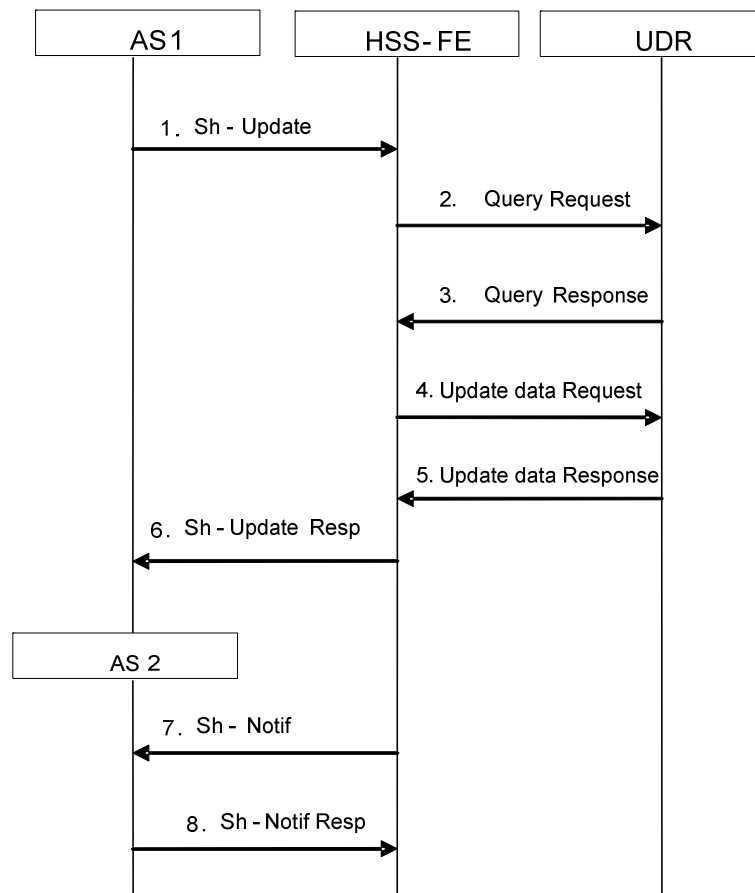 AS1 HSS-FE UDR
1. Sh - Update
2. Query Request
3. Query Response
4. Update data Request
5. Update data Response
6. Sh - Update Resp
AS 2
7. Sh - Notif
8. Sh - Notif Resp